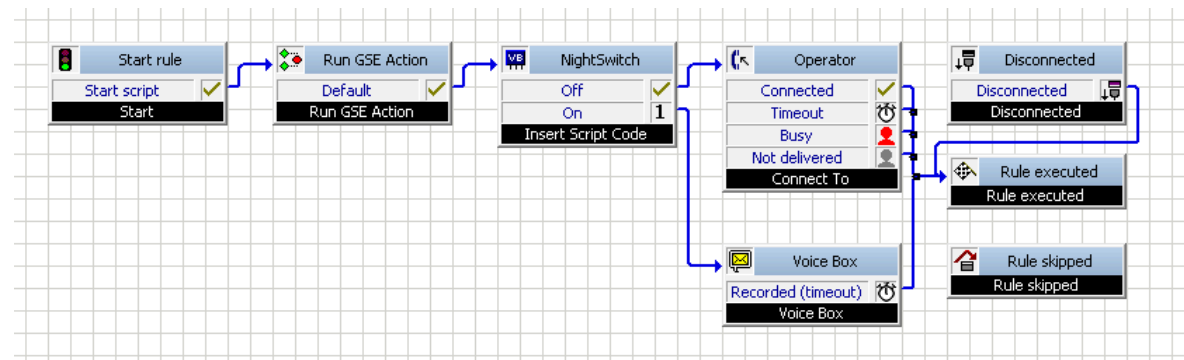 Start rule
Start script
Start
Run GSE Action
Default
Run GSE Action
VB
NightSwitch
Off
On
1
Insert Script Code
Operator
Connected
Timeout
Busy
Not delivered
Connect To
Disconnected
Disconnected
Disconnected
Rule executed
Rule executed
Voice Box
Recorded (timeout)
Voice Box
Rule skipped
Rule skipped